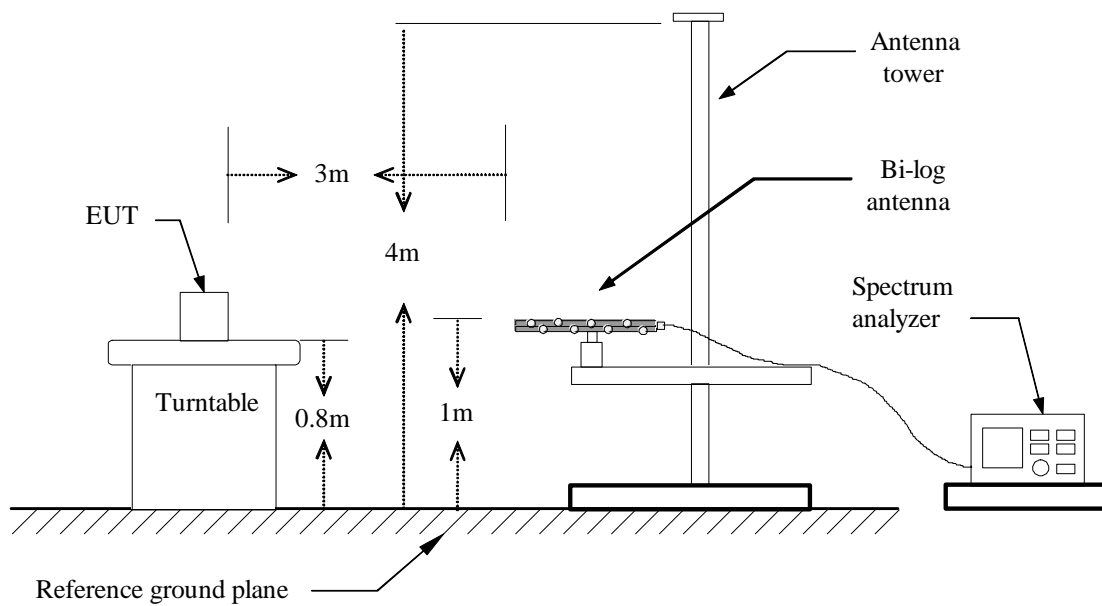 Antenna
tower
3m
Bi-log
antenna
EUT
4m
Spectrum
analyzer
Turntable
0.8m
1m
Reference ground plane